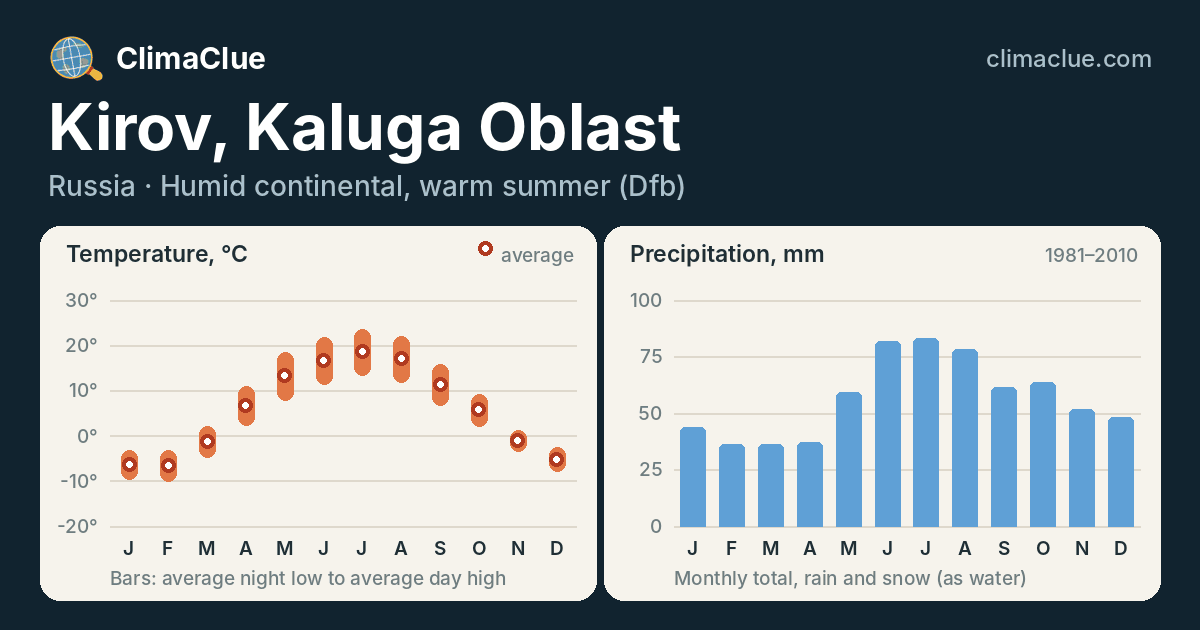 ClimaClue
climaclue.com
Kirov, Kaluga Oblast
Russia · Humid continental, warm summer (Dfb)
Temperature, °C
average
30°
20°
10°
0°
-10°
-20°
J F M A M J J A S O N D
Bars: average night low to average day high
Precipitation, mm
1981–2010
100
75
50
25
0
J F M A M J J A S O N D
Monthly total, rain and snow (as water)